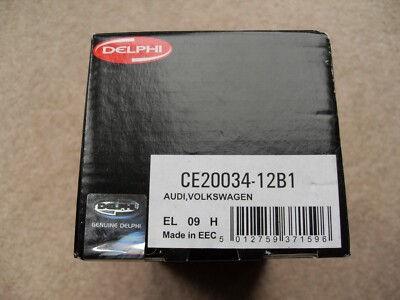 DELPHI
CE20034-12B1
AUDI,VOLKSWAGEN
EL 09 H
Made in EEC
5 012759 371596
DELPHI
GENUINE DELPHI